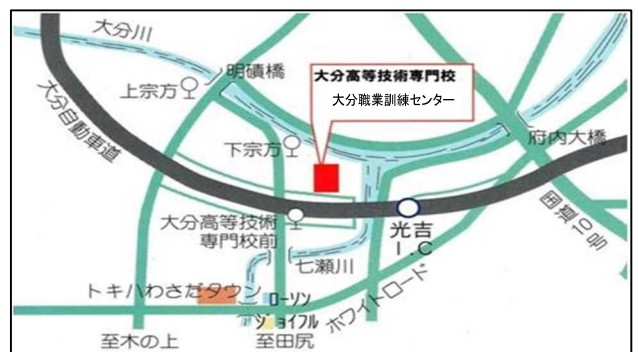 大分川
明磧橋
上宗方
大分高等技術専門校
大分職業訓練センター
大分自動車道
下宗方
府内大橋
国道10号
大分高等技術
専門校前
光吉
I.C
七瀬川
トキハわさだタウン
ローソン
ホワイトロード
ジョイフル
至木の上
至田尻